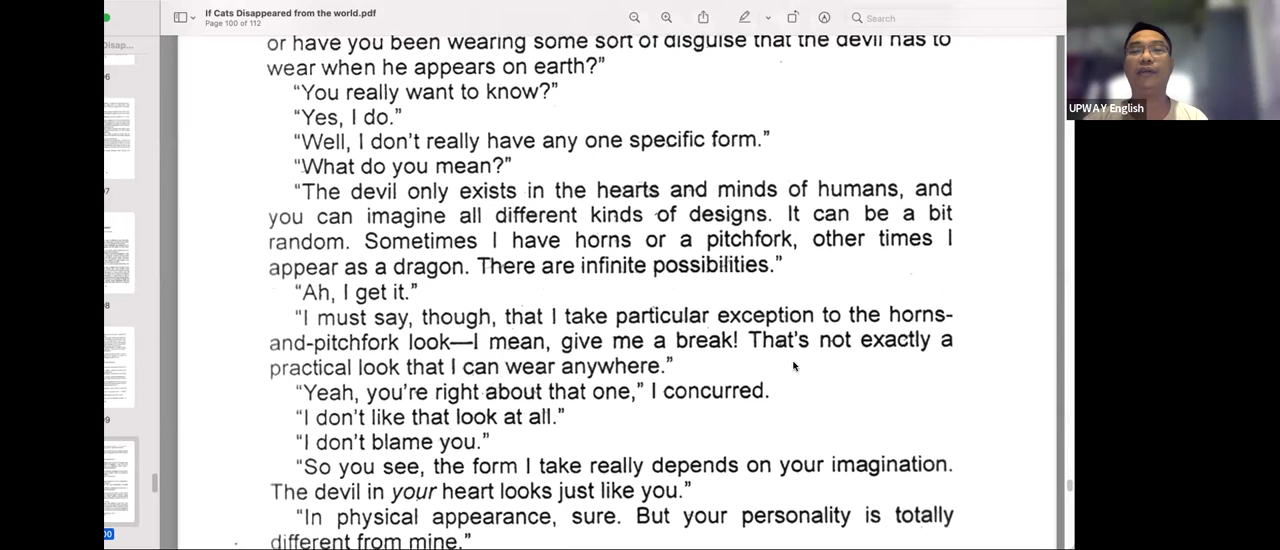 If Cats Disappeared from the world.pdf
Page 100 of 112
Search
Disap...
or have you been wearing some sort of disguise that the devil has to
wear when he appears on earth?”
“You really want to know?”
“Yes, I do.”
“Well, I don’t really have any one specific form.”
“What do you mean?”
“The devil only exists in the hearts and minds of humans, and
you can imagine all different kinds of designs. It can be a bit
random. Sometimes I have horns or a pitchfork, other times I
appear as a dragon. There are infinite possibilities.”
“Ah, I get it.”
“I must say, though, that I take particular exception to the horns-
and-pitchfork look—I mean, give me a break! That’s not exactly a
practical look that I can wear anywhere.”
“Yeah, you’re right about that one,” I concurred.
“I don’t like that look at all.”
“I don’t blame you.”
“So you see, the form I take really depends on your imagination.
The devil in your heart looks just like you.”
“In physical appearance, sure. But your personality is totally
different from mine.”
UPWAY English